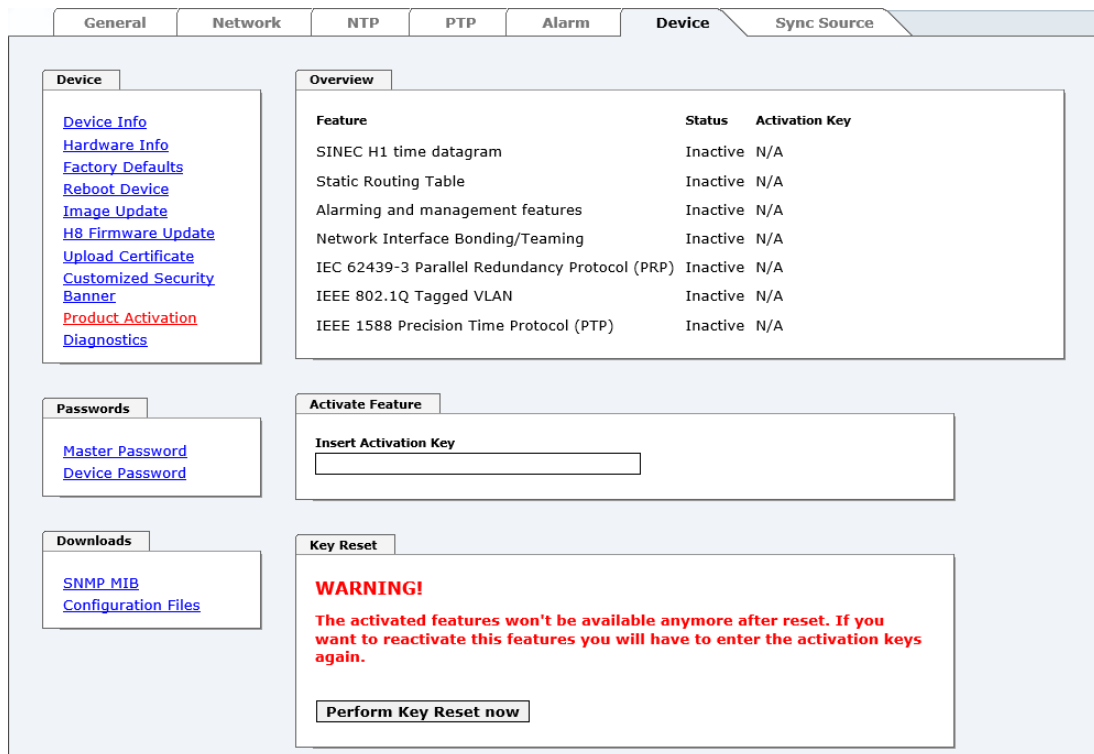 General Network NTP PTP Alarm Device Sync Source
Device
Device Info
Hardware Info
Factory Defaults
Reboot Device
Image Update
H8 Firmware Update
Upload Certificate
Customized Security
Banner
Product Activation
Diagnostics
Passwords
Master Password
Device Password
Downloads
SNMP MIB
Configuration Files
Overview
Feature Status Activation Key
SINEC H1 time datagram Inactive N/A
Static Routing Table Inactive N/A
Alarming and management features Inactive N/A
Network Interface Bonding/Teaming Inactive N/A
IEC 62439-3 Parallel Redundancy Protocol (PRP) Inactive N/A
IEEE 802.1Q Tagged VLAN Inactive N/A
IEEE 1588 Precision Time Protocol (PTP) Inactive N/A
Activate Feature
Insert Activation Key
Key Reset
WARNING!
The activated features won't be available anymore after reset. If you
want to reactivate this features you will have to enter the activation keys
again.
Perform Key Reset now